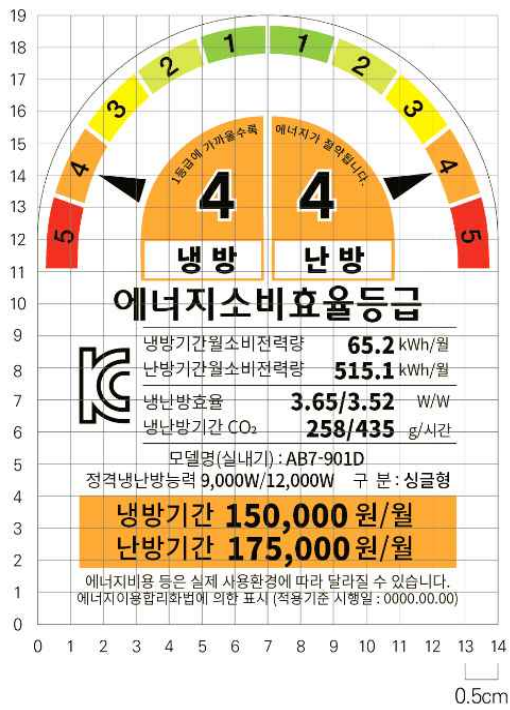 19
18
17
16
15
14
13
12
11
10
9
8
7
6
5
4
3
2
1
0
5 4 3 2 1 1 2 3 4 5
1등급에 가까울수록 에너지가 절약됩니다.
4 4
냉방 난방
에너지소비효율등급
냉방기간월소비전력량 65.2 kWh/월
난방기간월소비전력량 515.1 kWh/월
냉난방효율 3.65/3.52 W/W
냉난방기간 CO₂ 258/435 g/시간
모델명(실내기) : AB7-901D
정격냉난방능력 9,000W/12,000W 구 분 : 싱글형
냉방기간 150,000 원/월
난방기간 175,000 원/월
에너지비용 등은 실제 사용환경에 따라 달라질 수 있습니다.
에너지이용합리화법에 의한 표시 (적용기준 시행일 : 0000.00.00)
0 1 2 3 4 5 6 7 8 9 10 11 12 13 14
0.5cm